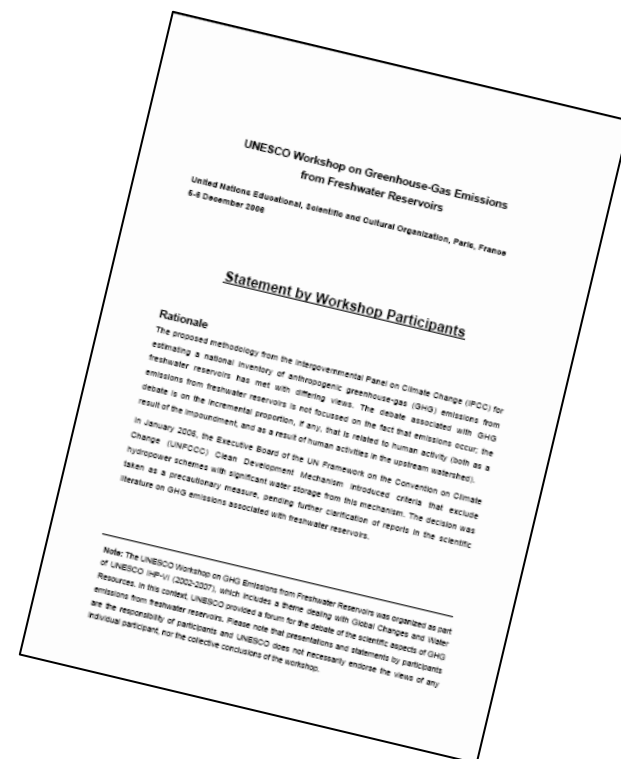 UNESCO Workshop on Greenhouse-Gas Emissions
from Freshwater Reservoirs
United Nations Educational, Scientific and Cultural Organization, Paris, France
5-6 December 2006
Statement by Workshop Participants
Rationale
The proposed methodology from the Intergovernmental Panel on Climate Change (IPCC) for
estimating a national inventory of anthropogenic greenhouse-gas (GHG) emissions from
freshwater reservoirs has met with differing views. The debate associated with GHG
emissions from freshwater reservoirs is not focussed on the fact that emissions occur; the
debate is on the incremental proportion, if any, that is related to human activity (both as a
result of the impoundment, and as a result of human activities in the upstream watershed).
In January 2006, the Executive Board of the UN Framework on the Convention on Climate
Change (UNFCCC) Clean Development Mechanism introduced criteria that exclude
hydropower schemes with significant water storage from this mechanism. The decision was
taken as a precautionary measure, pending further clarification of reports in the scientific
literature on GHG emissions associated with freshwater reservoirs.
Note: The UNESCO Workshop on GHG Emissions from Freshwater Reservoirs was organized as part
of UNESCO IHP-VI (2002-2007), which includes a theme dealing with Global Changes and Water
Resources. In this context, UNESCO provided a forum for the debate of the scientific aspects of GHG
emissions from freshwater reservoirs. Please note that presentations and statements by participants
are the responsibility of participants and UNESCO does not necessarily endorse the views of any
individual participant, nor the collective conclusions of the workshop.